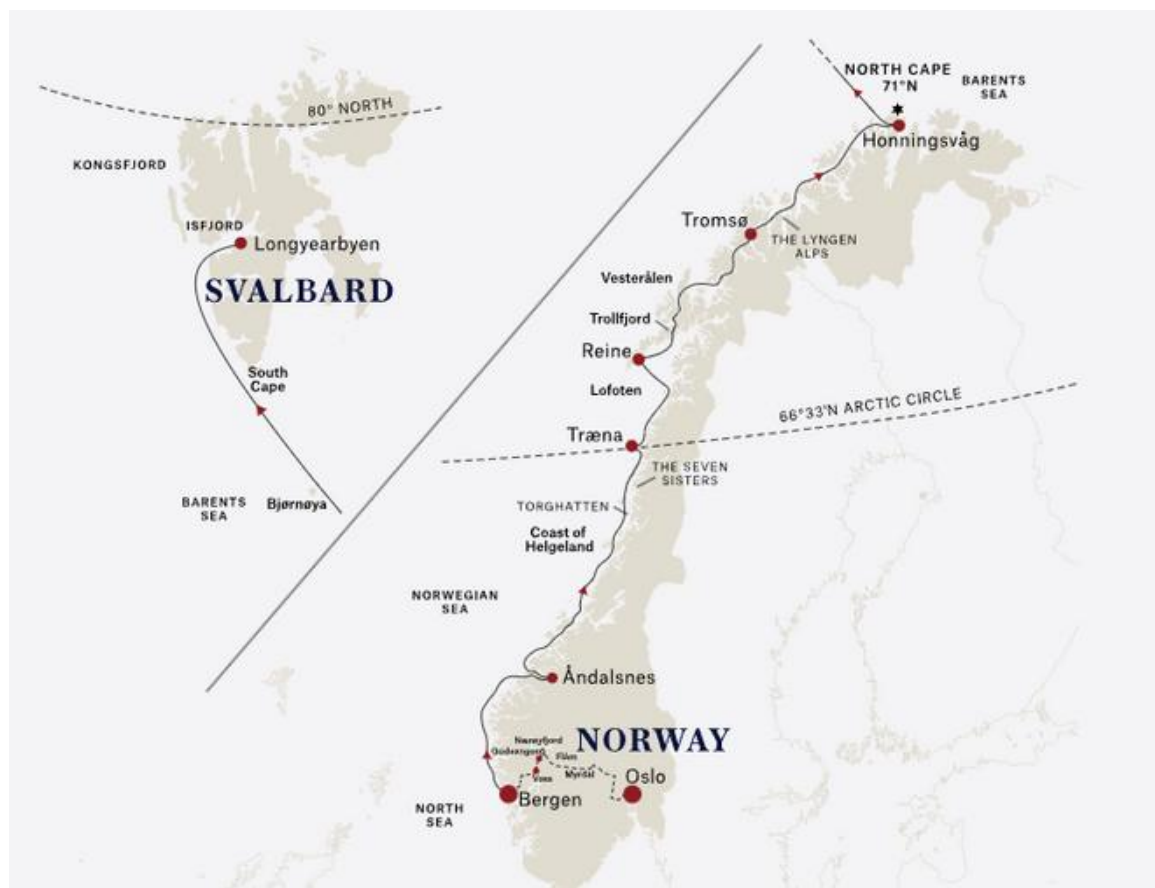 80° NORTH
KONGSFJORD
ISFJORD
Longyearbyen
SVALBARD
South
Cape
BARENTS
SEA
Bjørnøya
NORTH CAPE
71°N
BARENTS
SEA
Honningsvåg
Tromsø
THE LYNGEN
ALPS
Vesterålen
Trollfjord
Reine
Lofoten
66°33'N ARCTIC CIRCLE
Træna
THE SEVEN
SISTERS
TORGHATTEN
Coast of
Helgeland
NORWEGIAN
SEA
Åndalsnes
NORWAY
Nærøyfjord
Flåm
Myrdal
Voss
Oslo
Bergen
NORTH
SEA